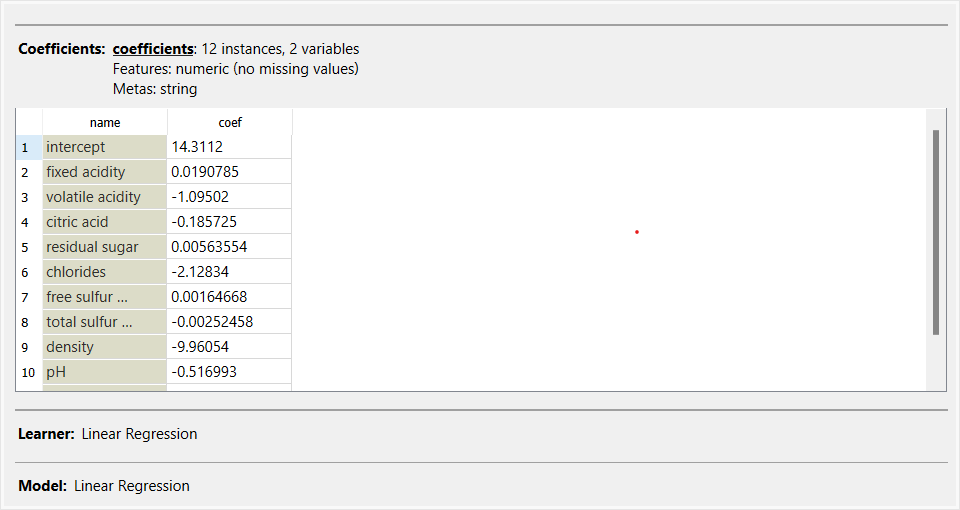 Coefficients: coefficients: 12 instances, 2 variables
Features: numeric (no missing values)
Metas: string
name coef
1 intercept 14.3112
2 fixed acidity 0.0190785
3 volatile acidity -1.09502
4 citric acid -0.185725
5 residual sugar 0.00563554
6 chlorides -2.12834
7 free sulfur ... 0.00164668
8 total sulfur ... -0.00252458
9 density -9.96054
10 pH -0.516993
Learner: Linear Regression
Model: Linear Regression